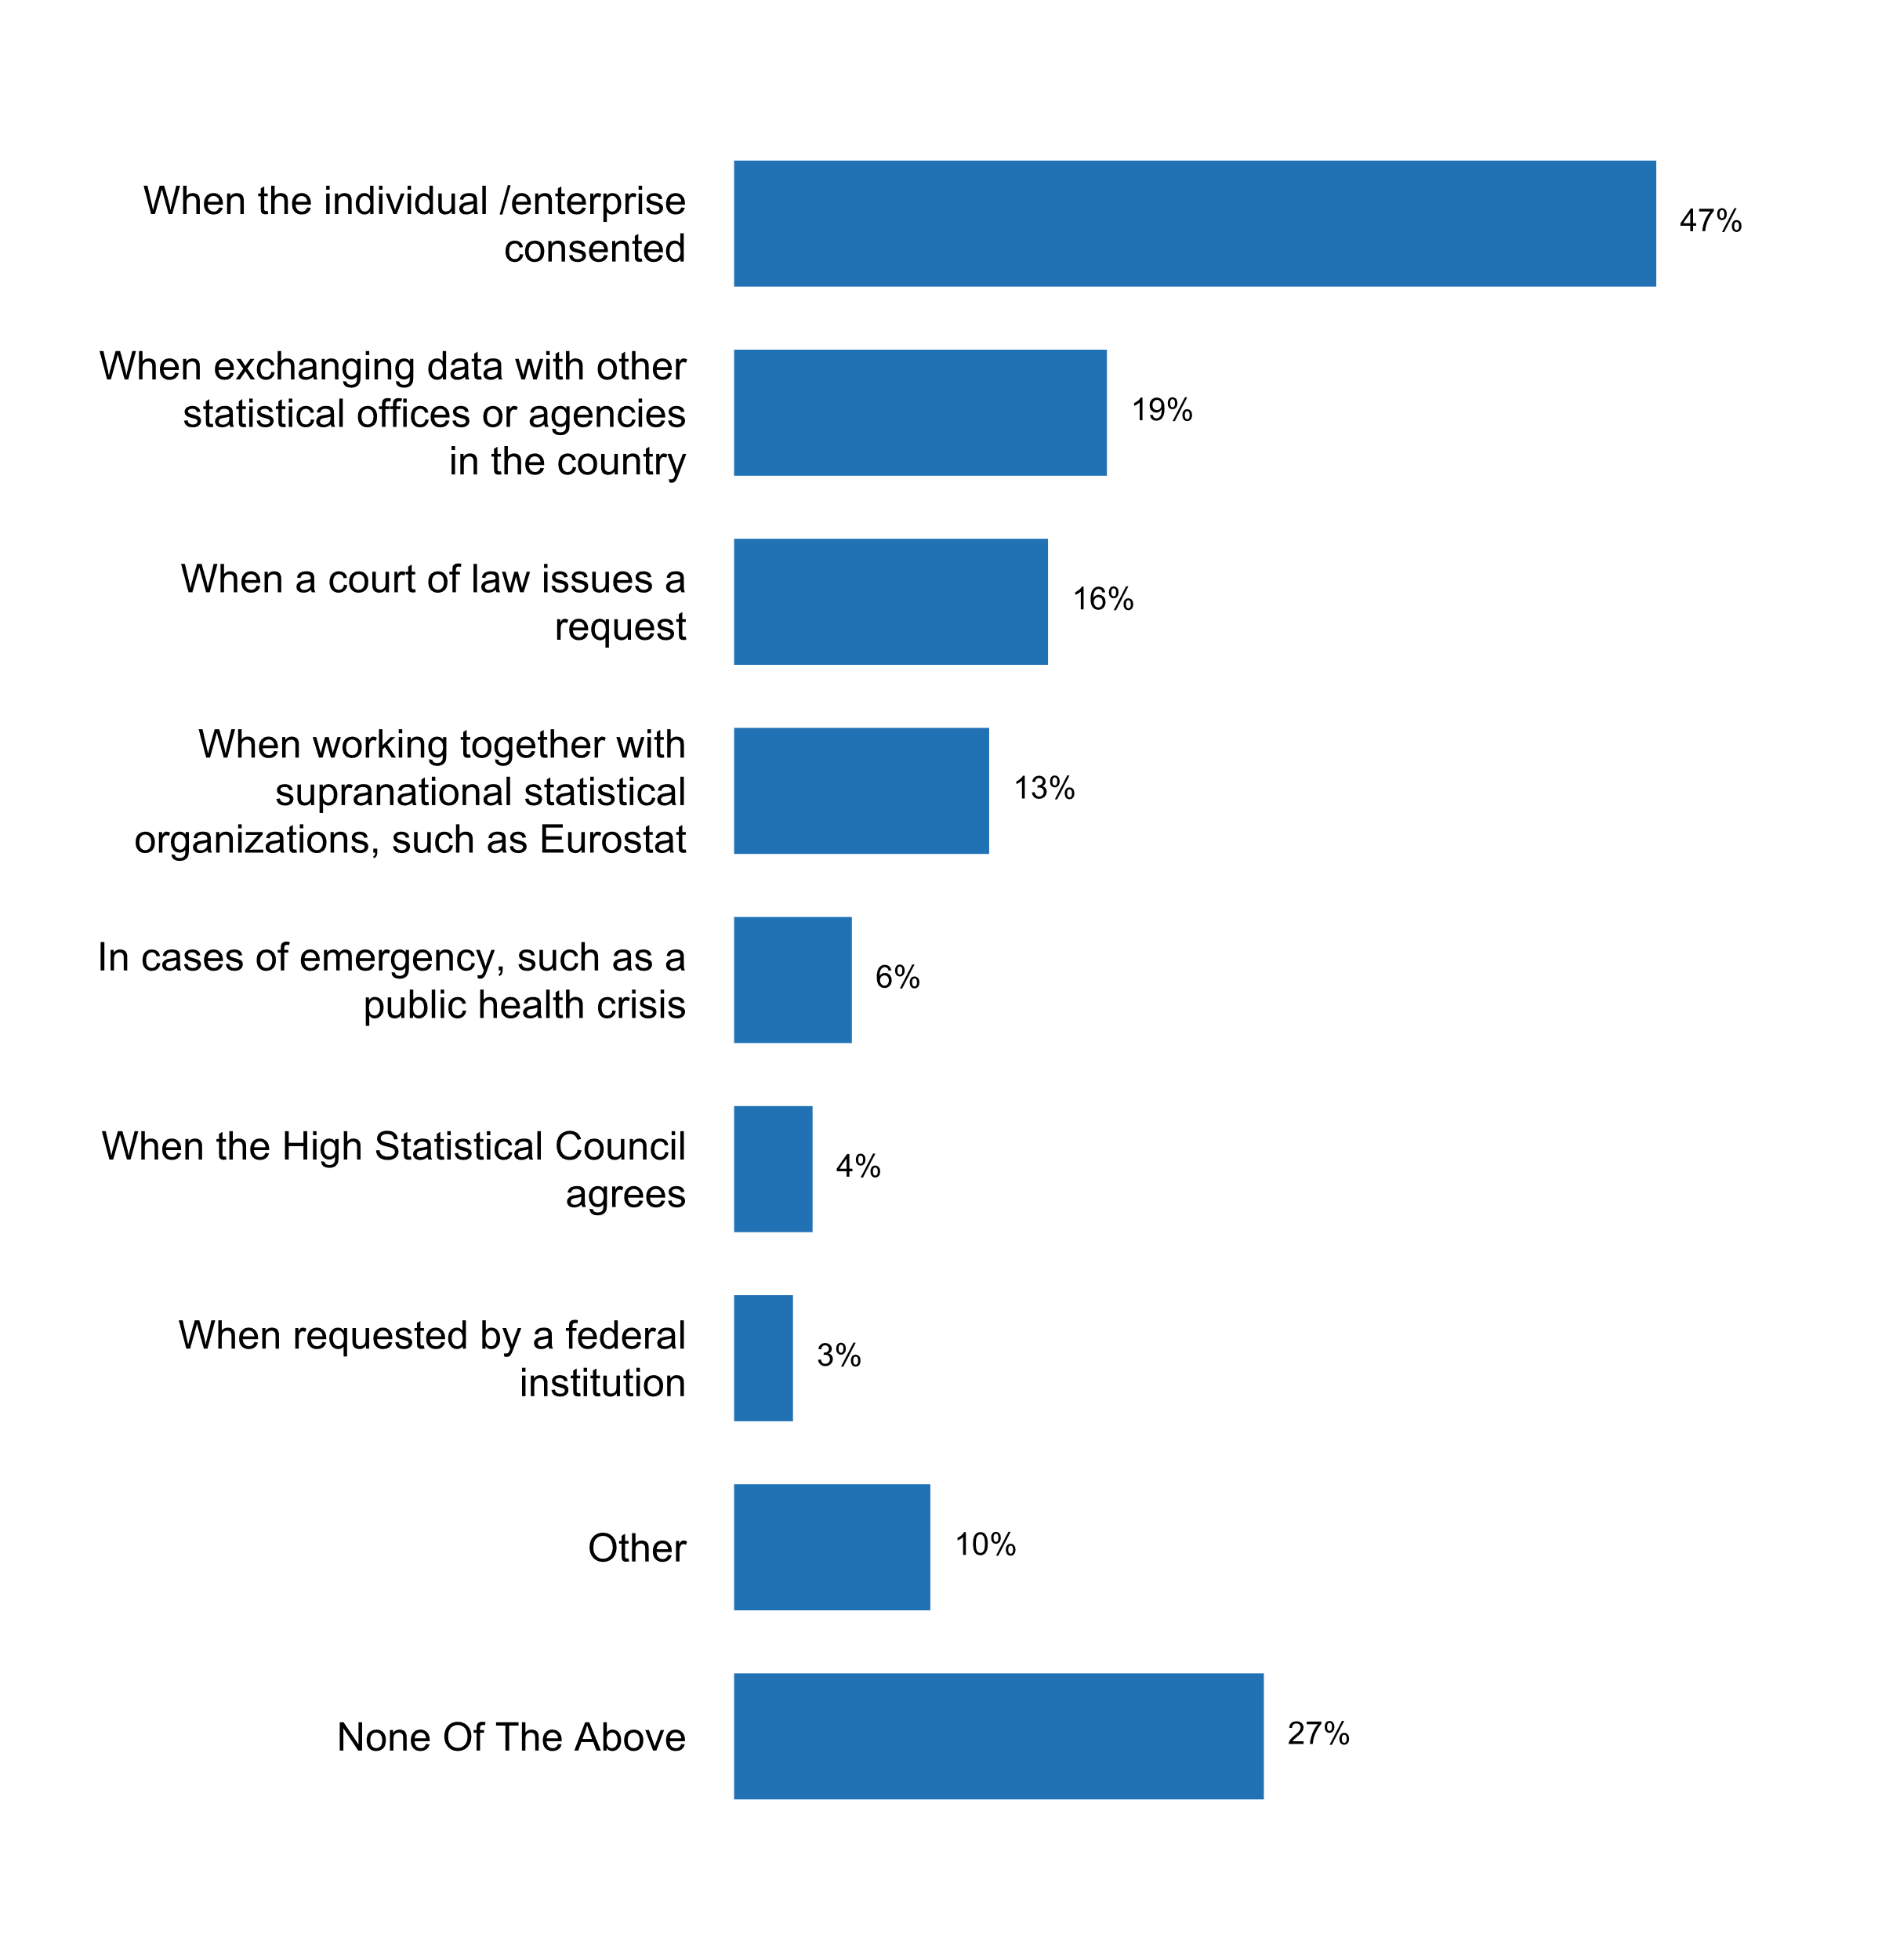 When the individual /enterprise
consented
47%
When exchanging data with other
statistical offices or agencies
in the country
19%
When a court of law issues a
request
16%
When working together with
supranational statistical
organizations, such as Eurostat
13%
In cases of emergency, such as a
public health crisis
6%
When the High Statistical Council
agrees
4%
When requested by a federal
institution
3%
Other
10%
None Of The Above
27%